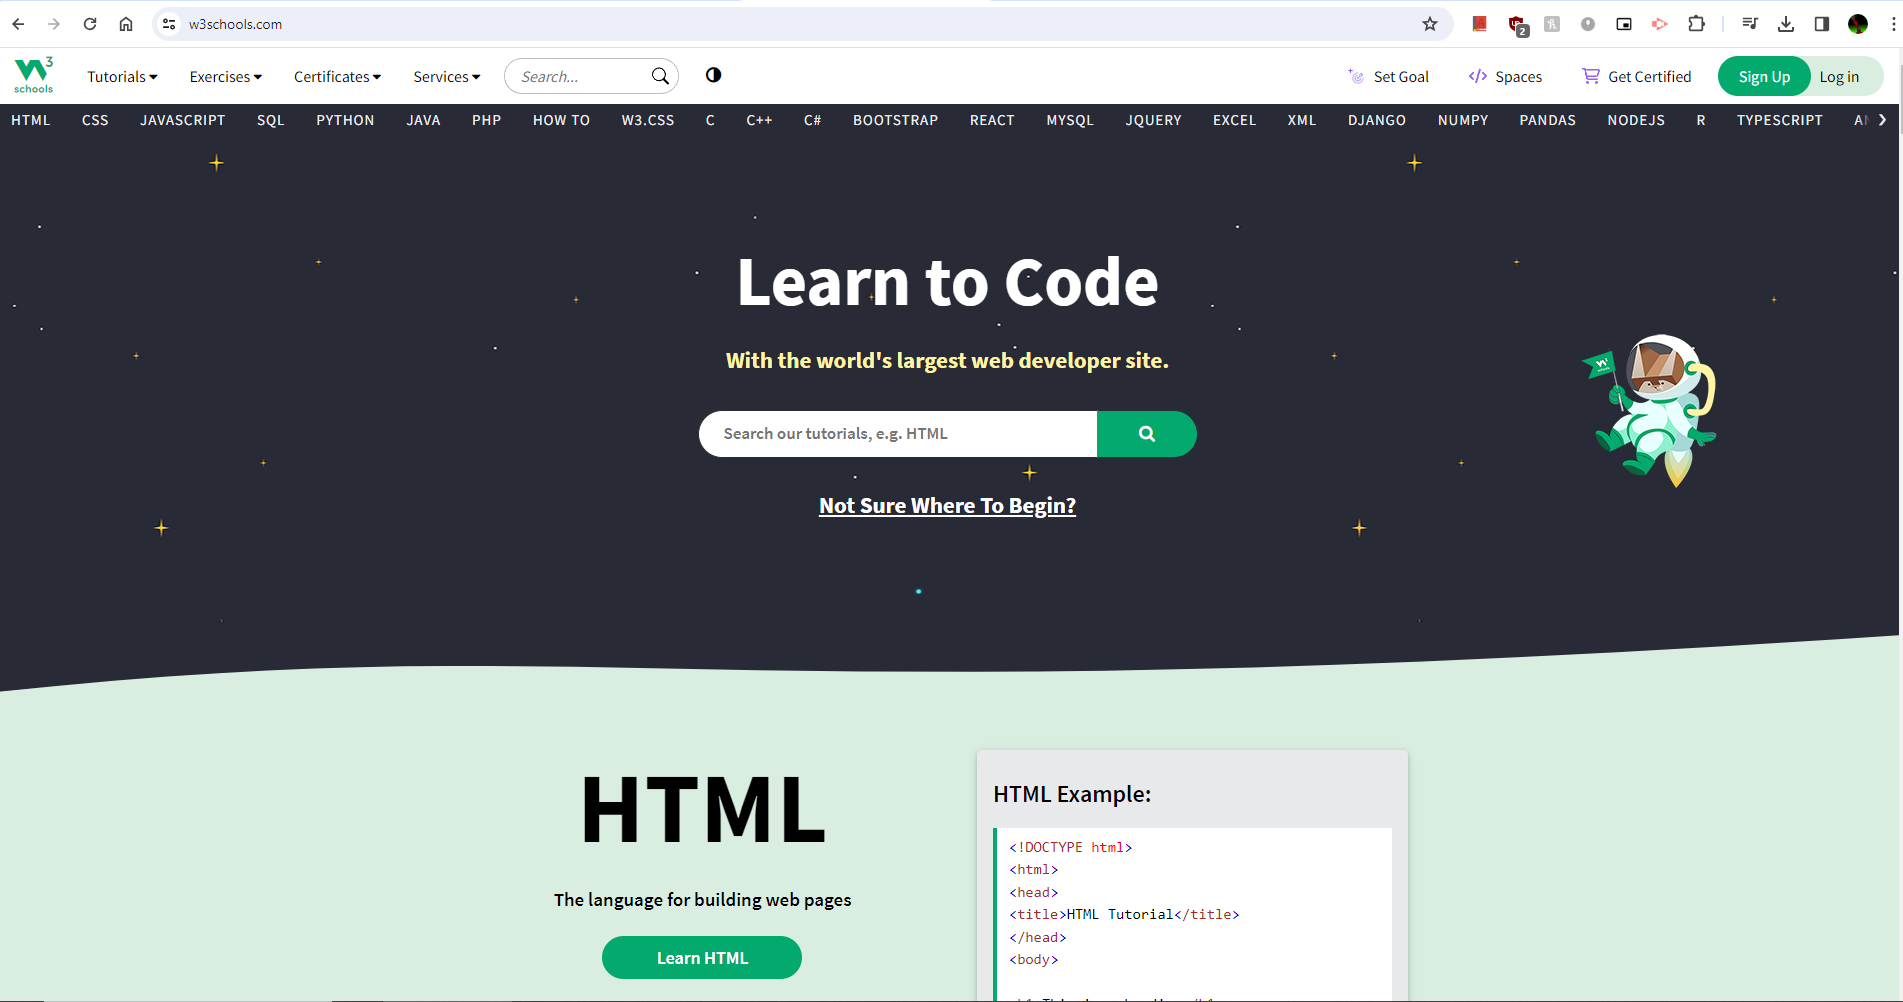 w3schools.com
2
W3
schools
Tutorials Exercises Certificates Services Search... Set Goal Spaces Get Certified Sign Up Log in
HTML CSS JAVASCRIPT SQL PYTHON JAVA PHP HOW TO W3.CSS C C++ C# BOOTSTRAP REACT MYSQL JQUERY EXCEL XML DJANGO NUMPY PANDAS NODEJS R TYPESCRIPT
Learn to Code
With the world's largest web developer site.
Search our tutorials, e.g. HTML
Not Sure Where To Begin?
HTML
The language for building web pages
Learn HTML
HTML Example:
<!DOCTYPE html>
<html>
<head>
<title>HTML Tutorial</title>
</head>
<body>